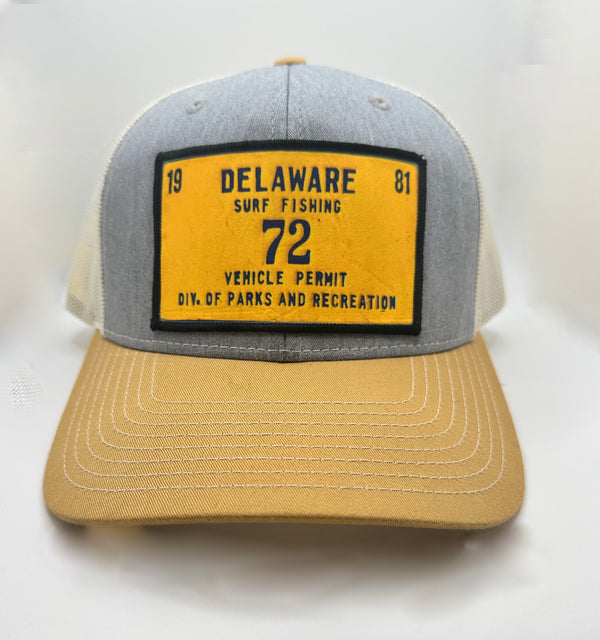 19 DELAWARE 81
SURF FISHING
72
VEHICLE PERMIT
DIV. OF PARKS AND RECREATION